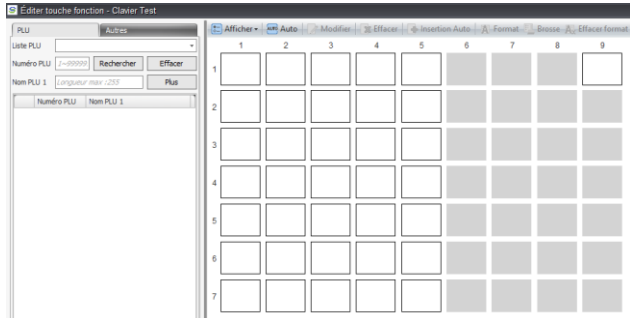 Éditer touche fonction - Clavier Test
PLU Autres
Afficher Auto Modifier Effacer Insertion Auto Format Brosse Effacer format
Liste PLU
Numéro PLU 1~99999 Rechercher Effacer
Nom PLU 1 Longueur max :255 Plus
Numéro PLU Nom PLU 1
1 2 3 4 5 6 7 8 9
1
2
3
4
5
6
7